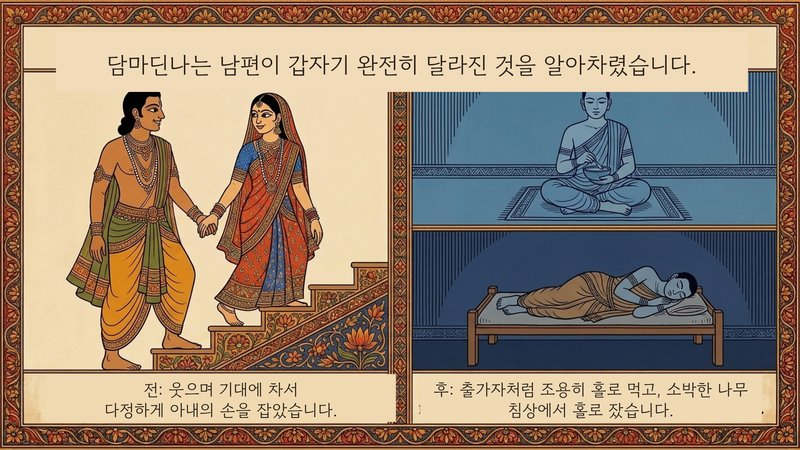 담마딘나는 남편이 갑자기 완전히 달라진 것을 알아차렸습니다.
전: 웃으며 기대에 차서
다정하게 아내의 손을 잡았습니다.
후: 출가자처럼 조용히 홀로 먹고, 소박한 나무
침상에서 홀로 잤습니다.